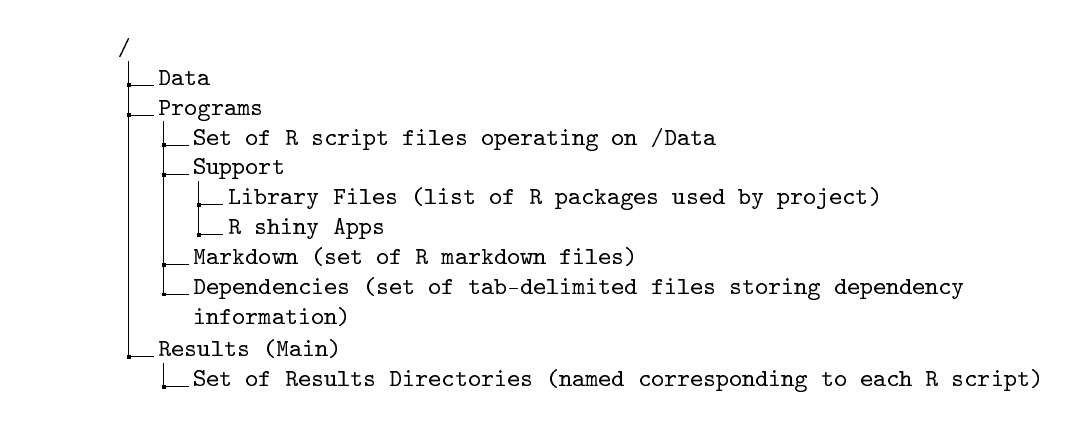 /
Data
Programs
Set of R script files operating on /Data
Support
Library Files (list of R packages used by project)
R shiny Apps
Markdown (set of R markdown files)
Dependencies (set of tab-delimited files storing dependency
information)
Results (Main)
Set of Results Directories (named corresponding to each R script)